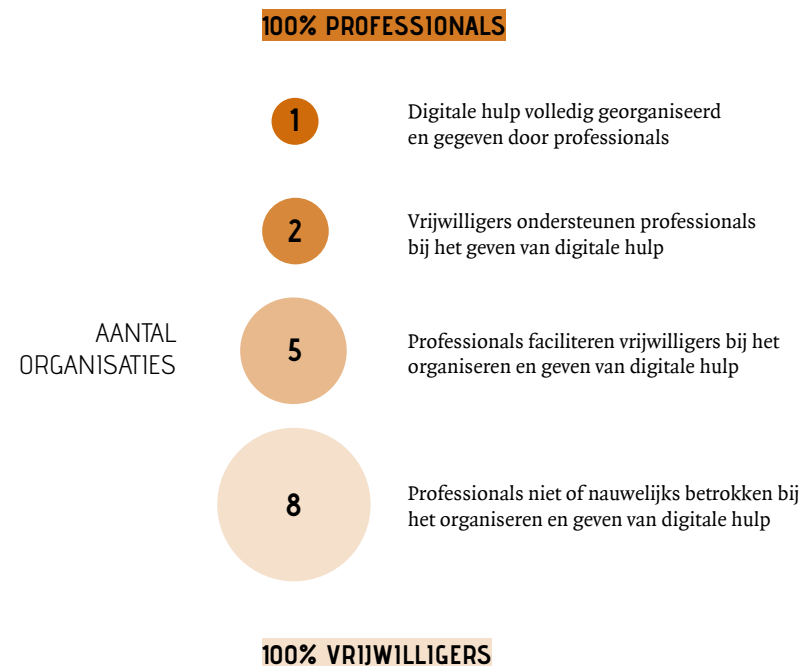 100% PROFESSIONALS
1
Digitale hulp volledig georganiseerd
en gegeven door professionals
2
Vrijwilligers ondersteunen professionals
bij het geven van digitale hulp
AANTAL
ORGANISATIES
5
Professionals faciliteren vrijwilligers bij het
organiseren en geven van digitale hulp
8
Professionals niet of nauwelijks betrokken bij
het organiseren en geven van digitale hulp
100% VRIJWILLIGERS